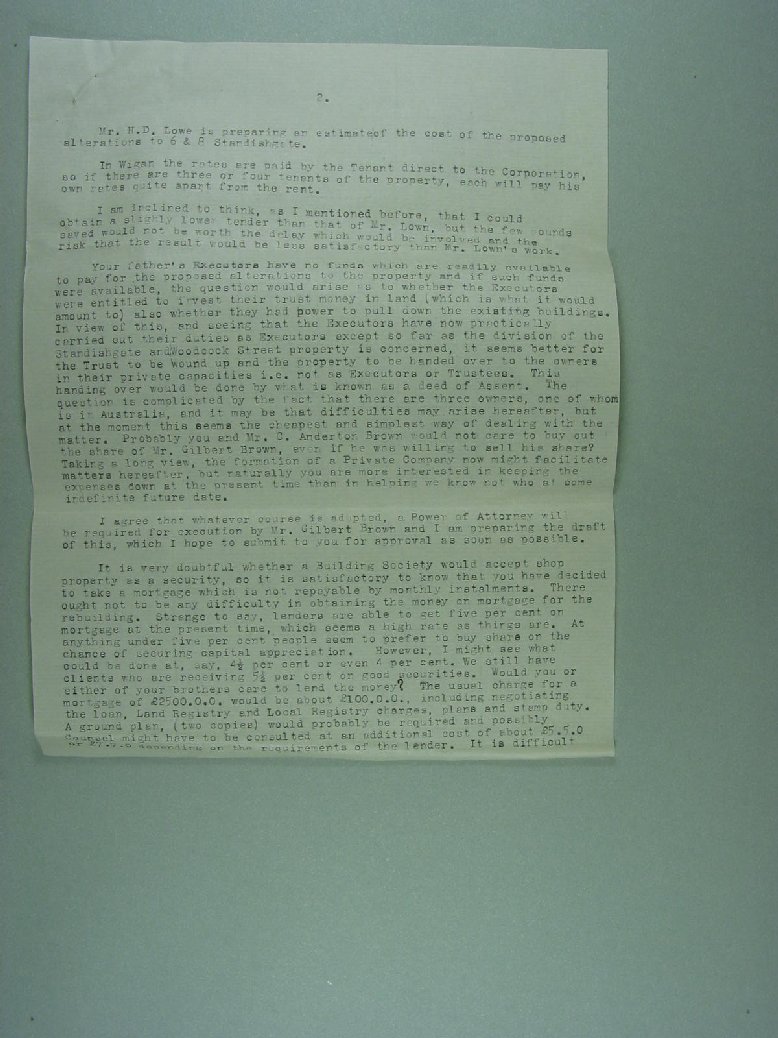 2.
Mr. H.D. Lowe is preparing an estimateof the cost of the proposed
alterations to 6 & 8 Standishgate.
In Wigan the rates are paid by the Tenant direct to the Corporation,
so if there are three or four tenants of the property, each will pay his
own rates quite apart from the rent.
I am inclined to think, as I mentioned before, that I could
obtain a slightly lower tender than that of Mr. Lown, but the few pounds
saved would not be worth the delay which would be involved and the
risk that the result would be less satisfactory than Mr. Lown's work.
Your father's Executors have no funds which are readily available
to pay for the proposed alterations to the property and if such funds
were available, the question would arise as to whether the Executors
were entitled to invest their trust money in land (which is what it would
amount to) also whether they had power to pull down the existing buildings.
In view of this, and seeing that the Executors have now practically
carried out their duties as Executors except so far as the division of the
Standishgate andWoodcock Street property is concerned, it seems better for
the Trust to be wound up and the property to be handed over to the owners
in their private capacities i.e. not as Executors or Trustees. This
handing over would be done by what is known as a deed of Assent. The
question is complicated by the fact that there are three owners, one of whom
is in Australia, and it may be that difficulties may arise hereafter, but
at the moment this seems the cheapest and simplest way of dealing with the
matter. Probably you and Mr. C. Anderton Brown would not care to buy out
the share of Mr. Gilbert Brown, even if he was willing to sell his share?
Taking a long view, the formation of a Private Company now might facilitate
matters hereafter, but naturally you are more interested in keeping the
expenses down at the present time than in helping we know not who at some
indefinite future date.
I agree that whatever course is adopted, a Power of Attorney will
be required for execution by Mr. Gilbert Brown and I am preparing the draft
of this, which I hope to submit to you for approval as soon as possible.
It is very doubtful whether a Building Society would accept shop
property as a security, so it is satisfactory to know that you have decided
to take a mortgage which is not repayable by monthly instalments. There
ought not to be any difficulty in obtaining the money on mortgage for the
rebuilding. Strange to say, lenders are able to get five per cent on
mortgage at the present time, which seems a high rate as things are. At
anything under five per cent people seem to prefer to buy shares on the
chance of securing capital appreciation. However, I might see what
could be done at, say, 4½ per cent or even 4 per cent. We still have
clients who are receiving 5½ per cent on good securities. Would you or
either of your brothers care to lend the money? The usual charge for a
mortgage of £2500.0.0. would be about £100.0.0., including negotiating
the loan, Land Registry and Local Registry charges, plans and stamp duty.
A ground plan, (two copies) would probably be required and possibly
Counsel might have to be consulted at an additional cost of about £5.5.0
depending on the requirements of the lender. It is difficult